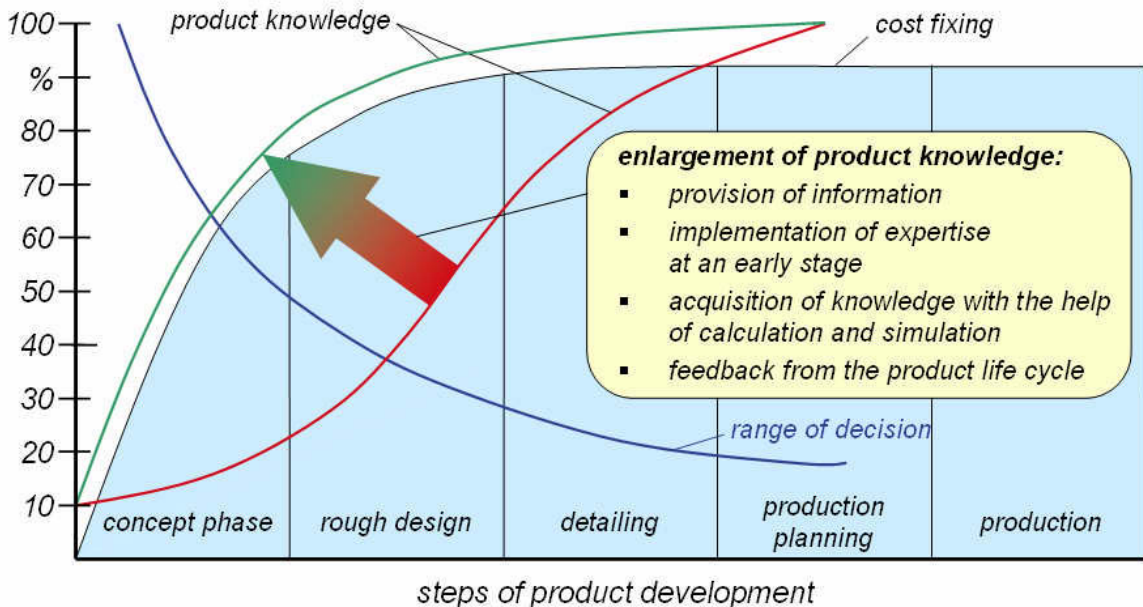 100
%
80
70
60
50
40
30
20
10
product knowledge
cost fixing
enlargement of product knowledge:
▪ provision of information
▪ implementation of expertise
at an early stage
▪ acquisition of knowledge with the help
of calculation and simulation
▪ feedback from the product life cycle
range of decision
concept phase
rough design
detailing
production
planning
production
steps of product development